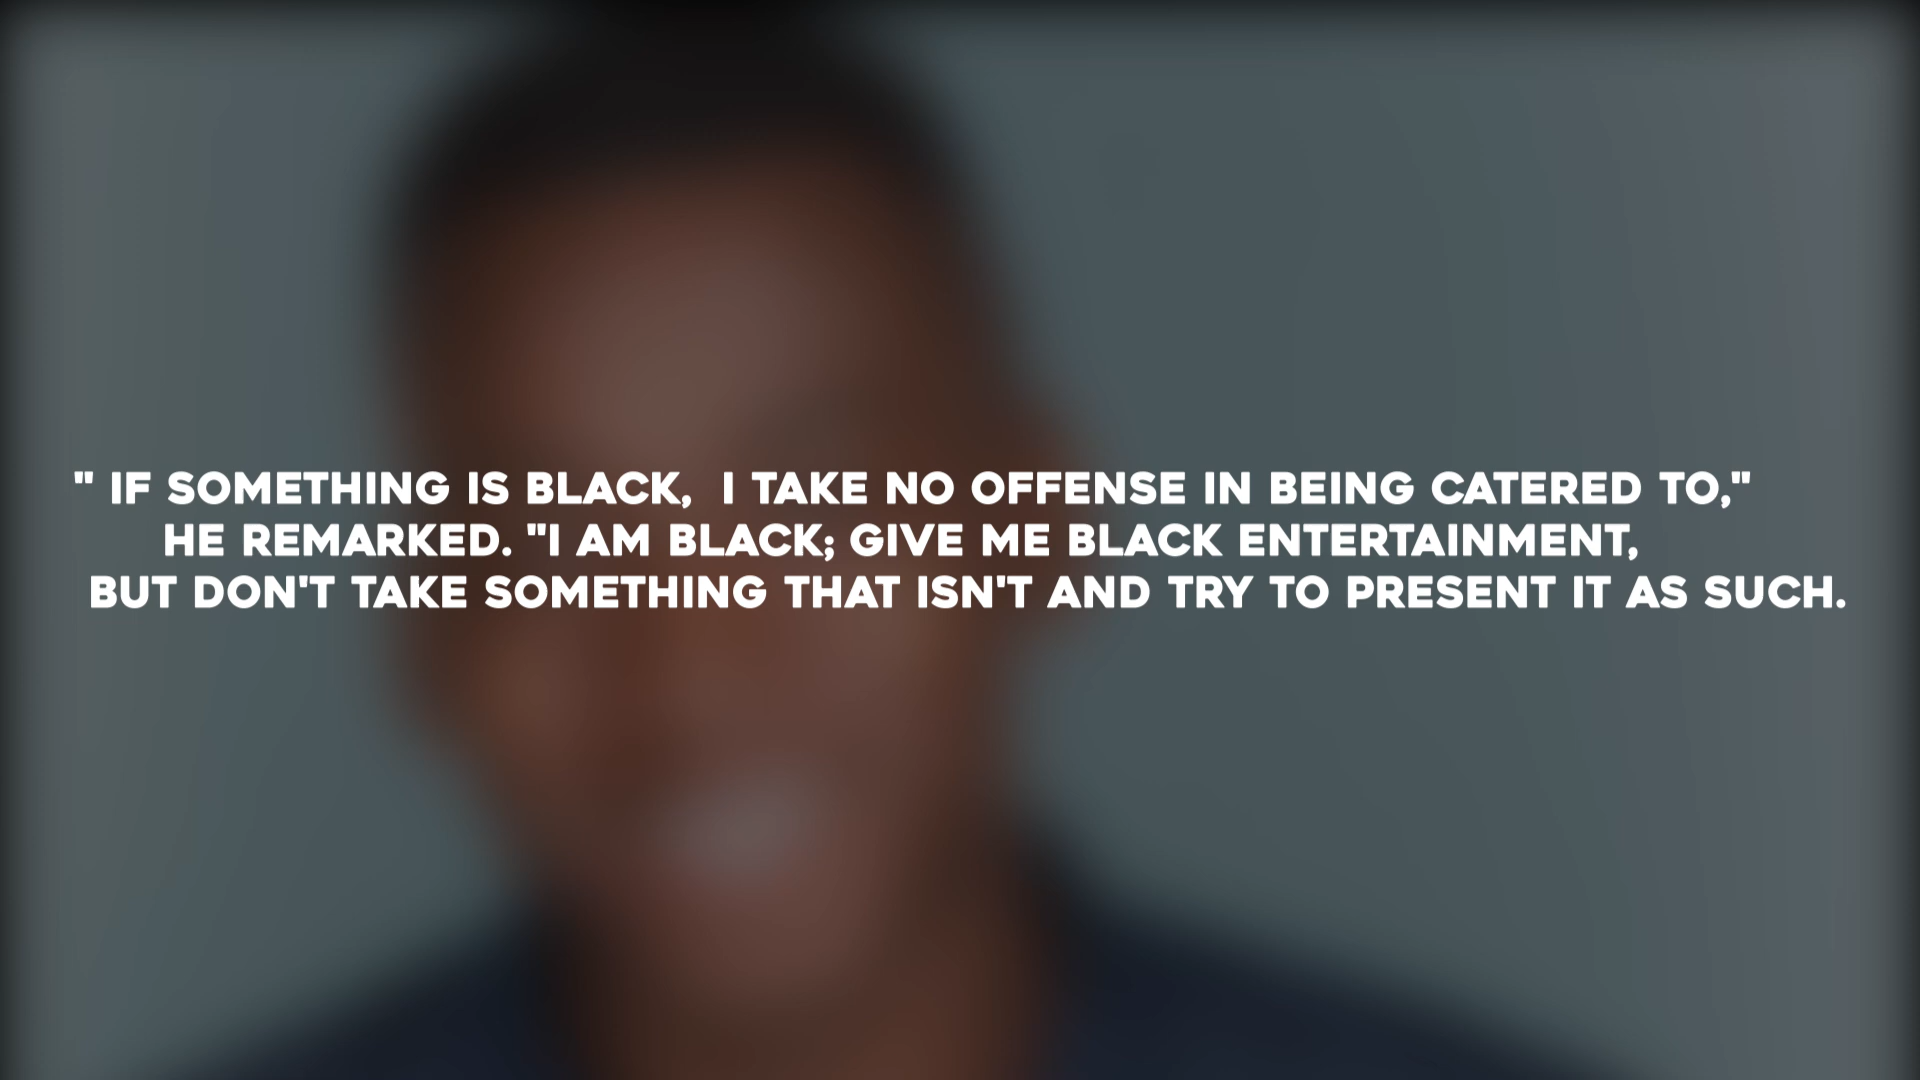 " IF SOMETHING IS BLACK,  I TAKE NO OFFENSE IN BEING CATERED TO,"
HE REMARKED. "I AM BLACK; GIVE ME BLACK ENTERTAINMENT,
BUT DON'T TAKE SOMETHING THAT ISN'T AND TRY TO PRESENT IT AS SUCH.